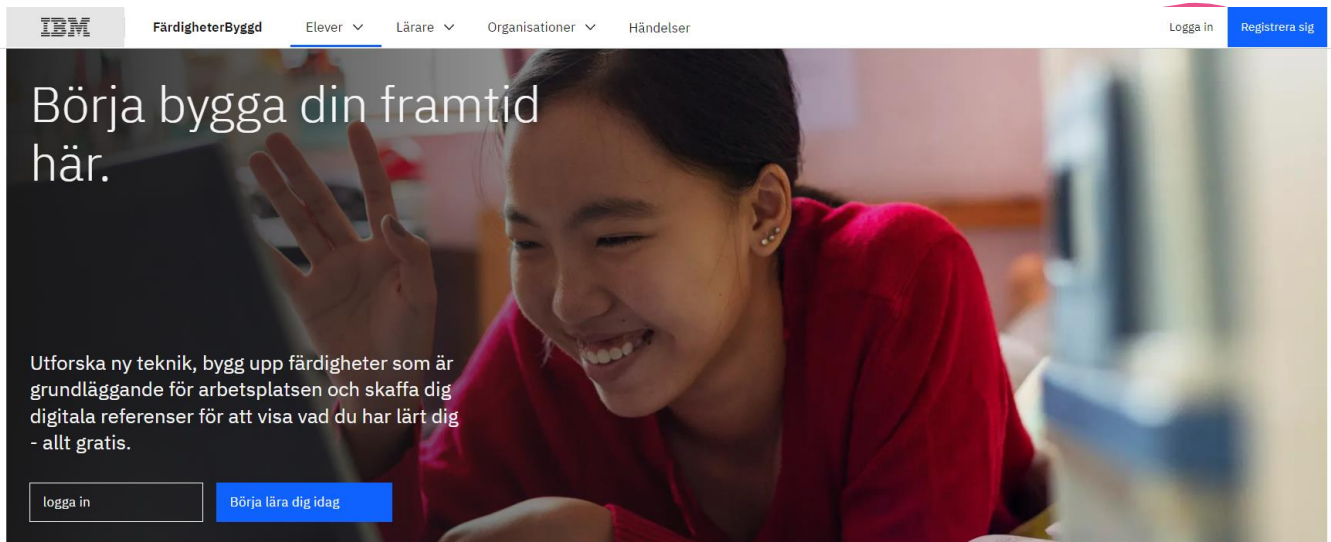 IBM FärdigheterByggd Elever Lärare Organisationer Händelser Logga in Registrera sig
Börja bygga din framtid
här.
Utforska ny teknik, bygg upp färdigheter som är
grundläggande för arbetsplatsen och skaffa dig
digitala referenser för att visa vad du har lärt dig
- allt gratis.
logga in Börja lära dig idag